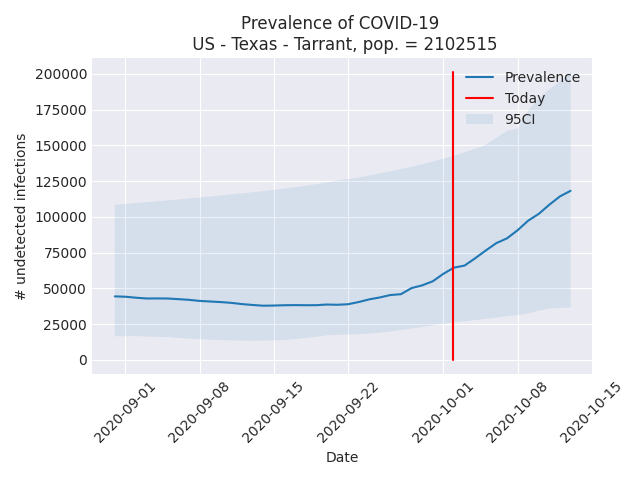 Prevalence of COVID-19
US - Texas - Tarrant, pop. = 2102515
200000
175000
150000
125000
100000
75000
50000
25000
0
# undetected infections
Prevalence
Today
95CI
2020-09-01
2020-09-08
2020-09-15
2020-09-22
2020-10-01
2020-10-08
2020-10-15
Date